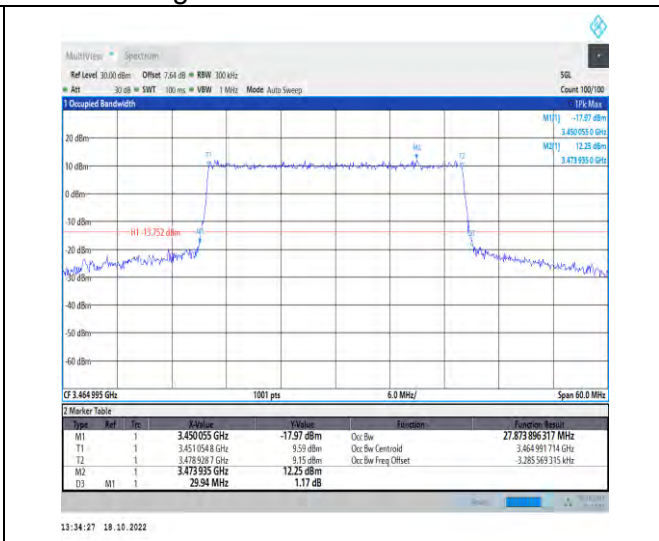 MultiView Spectrum
Ref Level 30.00 dBm Offset 7.64 dB RBW 300 kHz SGL
Att 30 dB SWT 100 ms VBW 1 MHz Mode Auto Sweep Count 100/100
1 Occupied Bandwidth 1Pk Max
M1[1] -17.97 dBm
3.450 055 0 GHz
20 dBm
M2[1] 12.25 dBm
3.473 935 0 GHz
T1 M2 T2
10 dBm
0 dBm
-10 dBm
H1 -13.752 dBm
-20 dBm
-40 dBm
-50 dBm
-60 dBm
CF 3.464 995 GHz 1001 pts 6.0 MHz/ Span 60.0 MHz
2 Marker Table
Type Ref Trc X-Value Y-Value Function Function Result
M1 1 3.450 055 GHz -17.97 dBm Occ Bw 27.873 896 317 MHz
T1 1 3.451 054 8 GHz 9.59 dBm Occ Bw Centroid 3.464 991 714 GHz
T2 1 3.478 928 7 GHz 9.15 dBm Occ Bw Freq Offset -3.285 569 315 kHz
M2 1 3.473 935 GHz 12.25 dBm
D3 M1 1 29.94 MHz 1.17 dB
13:34:27 18.10.2022